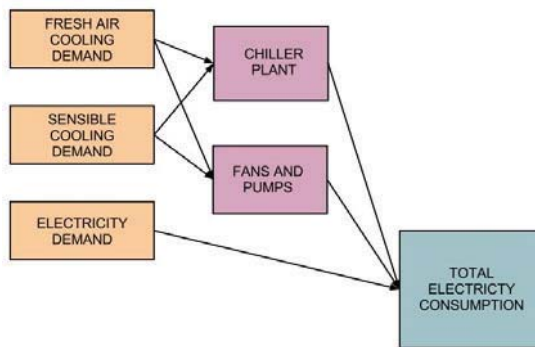 FRESH AIR
COOLING
DEMAND
CHILLER
PLANT
SENSIBLE
COOLING
DEMAND
FANS AND
PUMPS
ELECTRICITY
DEMAND
TOTAL
ELECTRICTY
CONSUMPTION